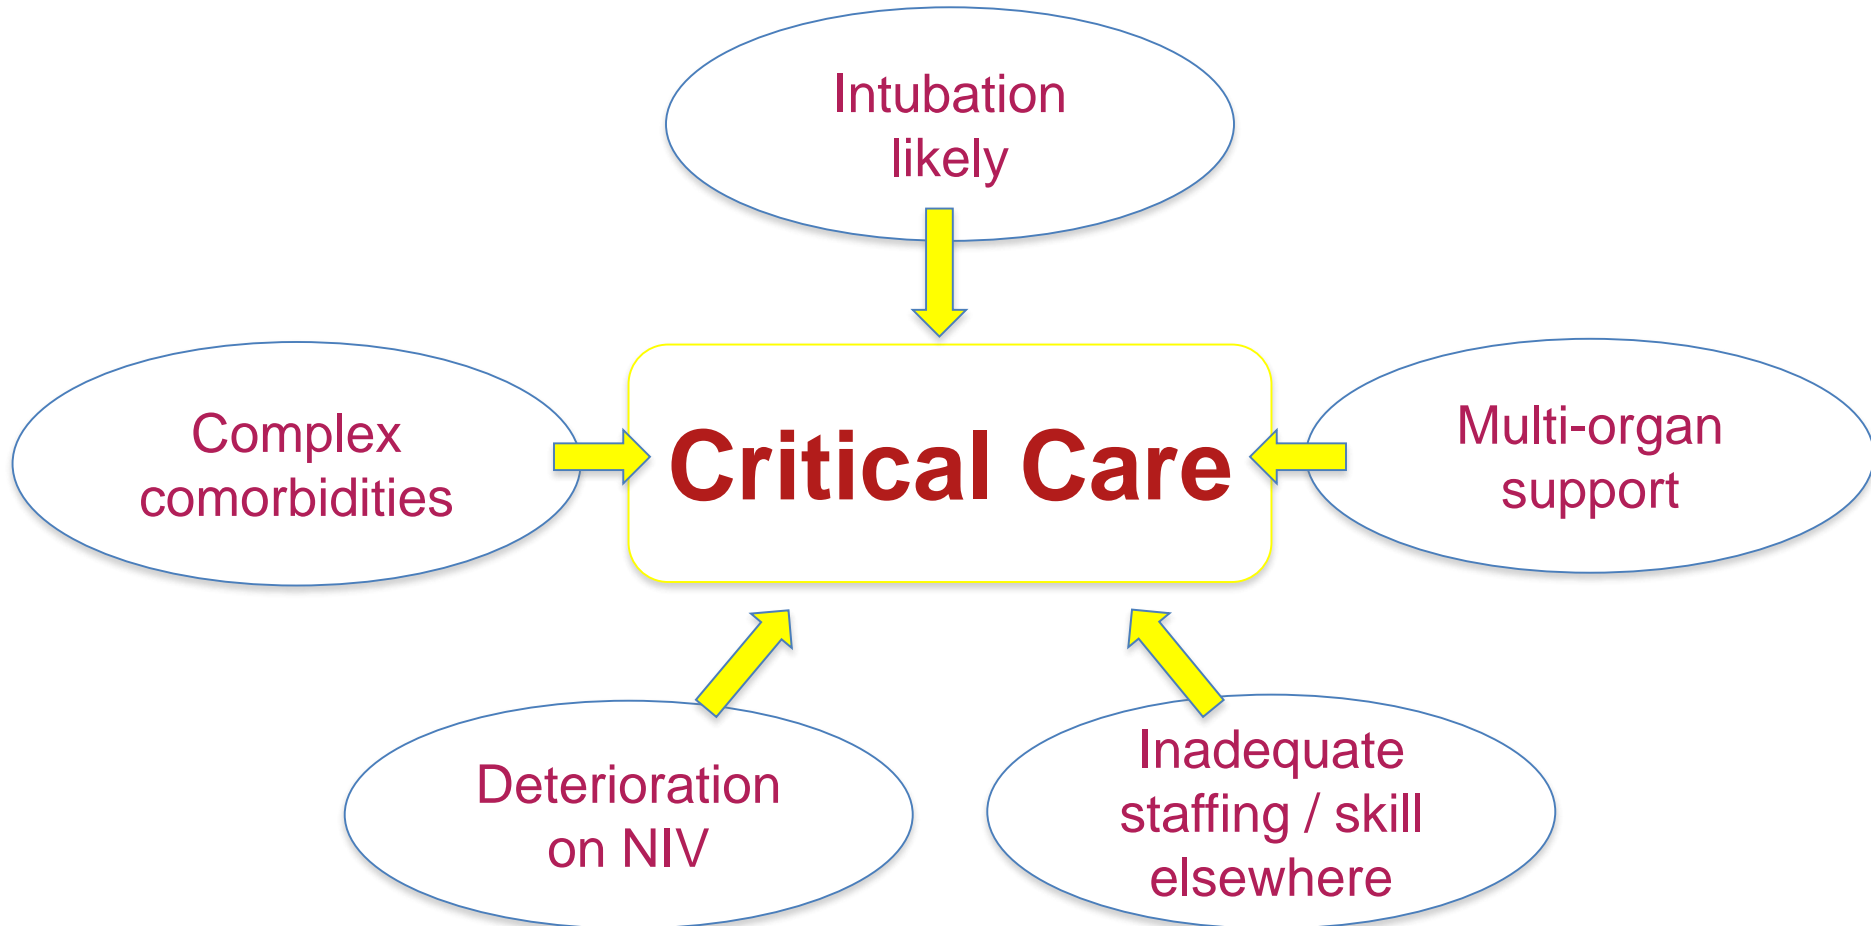 Intubation
likely
Complex
comorbidities
Critical Care
Multi-organ
support
Deterioration
on NIV
Inadequate
staffing / skill
elsewhere